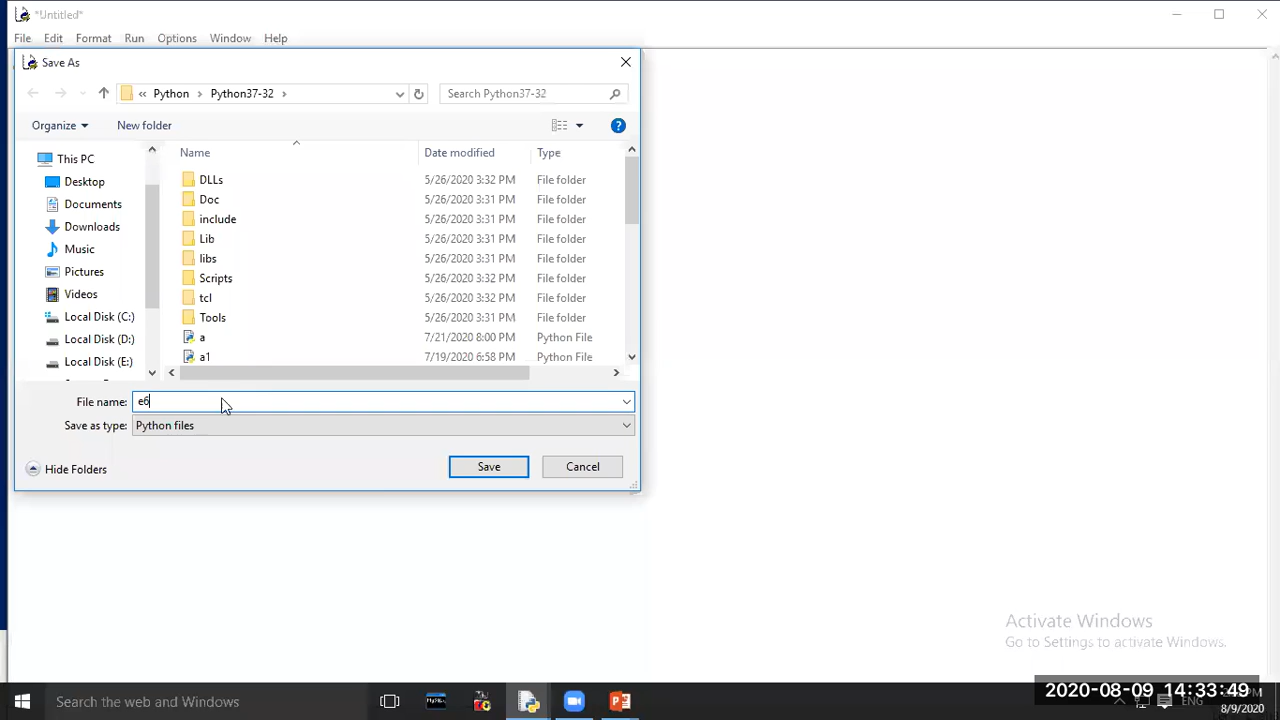 *Untitled*
File Edit Format Run Options Window Help
Save As
« Python › Python37-32 ›
Search Python37-32
Organize New folder
This PC
Desktop
Documents
Downloads
Music
Pictures
Videos
Local Disk (C:)
Local Disk (D:)
Local Disk (E:)
Name Date modified Type
DLLs 5/26/2020 3:32 PM File folder
Doc 5/26/2020 3:31 PM File folder
include 5/26/2020 3:31 PM File folder
Lib 5/26/2020 3:31 PM File folder
libs 5/26/2020 3:31 PM File folder
Scripts 5/26/2020 3:32 PM File folder
tcl 5/26/2020 3:32 PM File folder
Tools 5/26/2020 3:31 PM File folder
a 7/21/2020 8:00 PM Python File
a1 7/19/2020 6:58 PM Python File
File name: e6
Save as type: Python files
Hide Folders
Save Cancel
Activate Windows
Go to Settings to activate Windows.
Search the web and Windows
MySQL
2020-08-09 14:33:49
ENG
8/9/2020